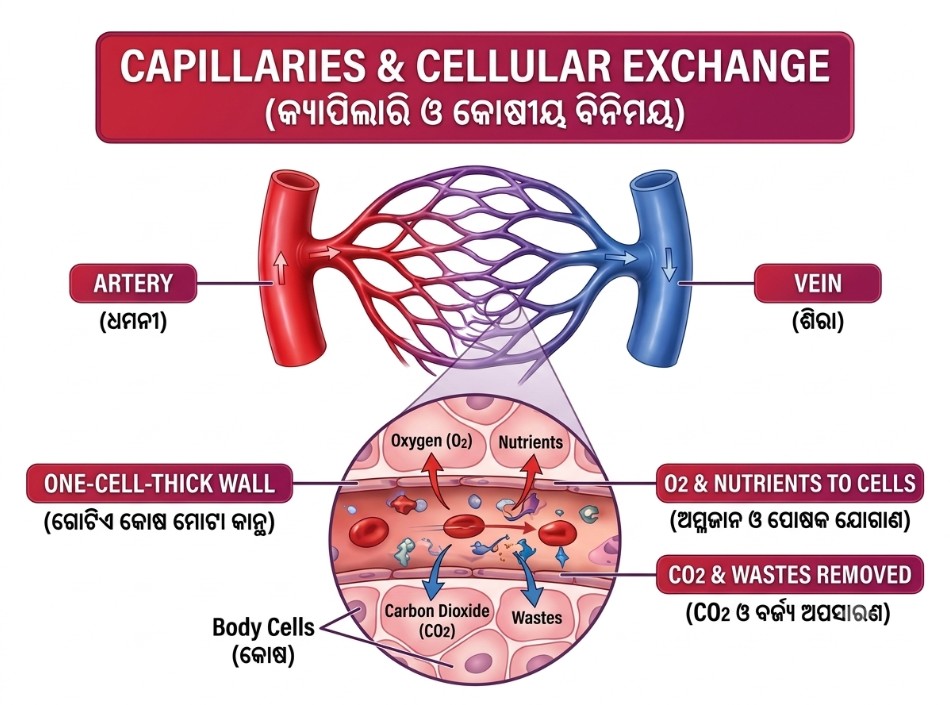 CAPILLARIES & CELLULAR EXCHANGE
(କ୍ୟାପିଲାରି ଓ କୋଷୀୟ ବିନିମୟ)
ARTERY
(ଧମନୀ)
VEIN
(ଶିରା)
Oxygen (O₂)
Nutrients
ONE-CELL-THICK WALL
(ଗୋଟିଏ କୋଷ ମୋଟା କାନ୍ଥ)
O2 & NUTRIENTS TO CELLS
(ଅମ୍ଳଜାନ ଓ ପୋଷକ ଯୋଗାଣ)
CO2 & WASTES REMOVED
(CO2 ଓ ବର୍ଜ୍ୟ ଅପସାରଣ)
Carbon Dioxide
(CO₂)
Wastes
Body Cells
(କୋଷ)